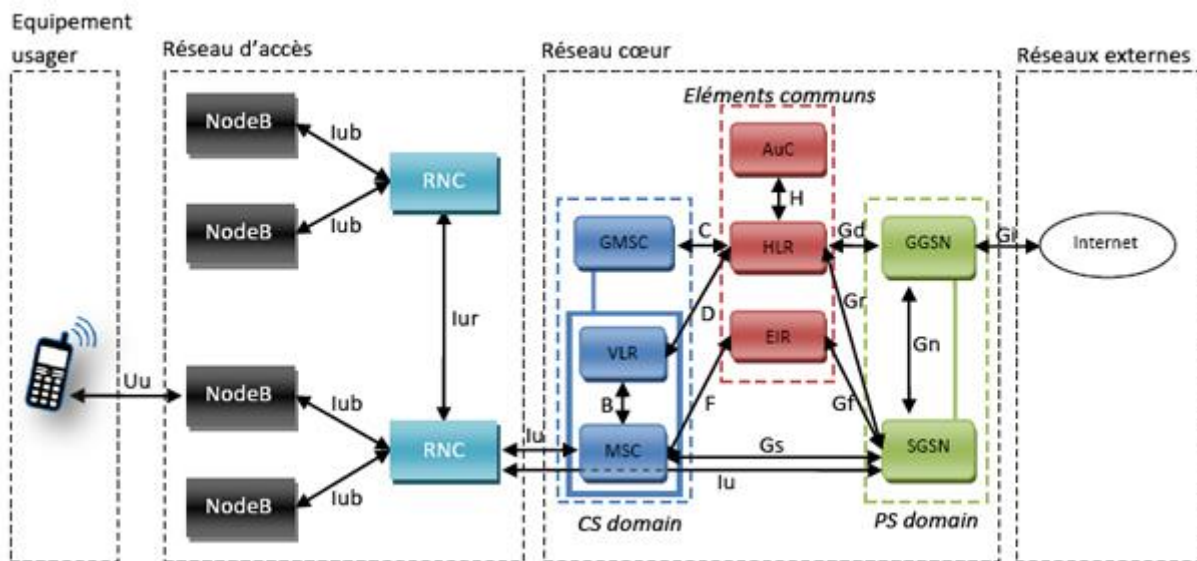 Equipement
usager
Réseau d'accès
Réseau cœur
Réseaux externes
Eléments communs
NodeB
Iub
RNC
AuC
H
NodeB
Iub
GMSC
C
HLR
Gd
GGSN
Gi
Internet
Iur
D
Gr
VLR
EIR
Gn
Uu
NodeB
Iub
B
F
Gf
RNC
Iu
MSC
Gs
SGSN
Iu
NodeB
Iub
CS domain
PS domain